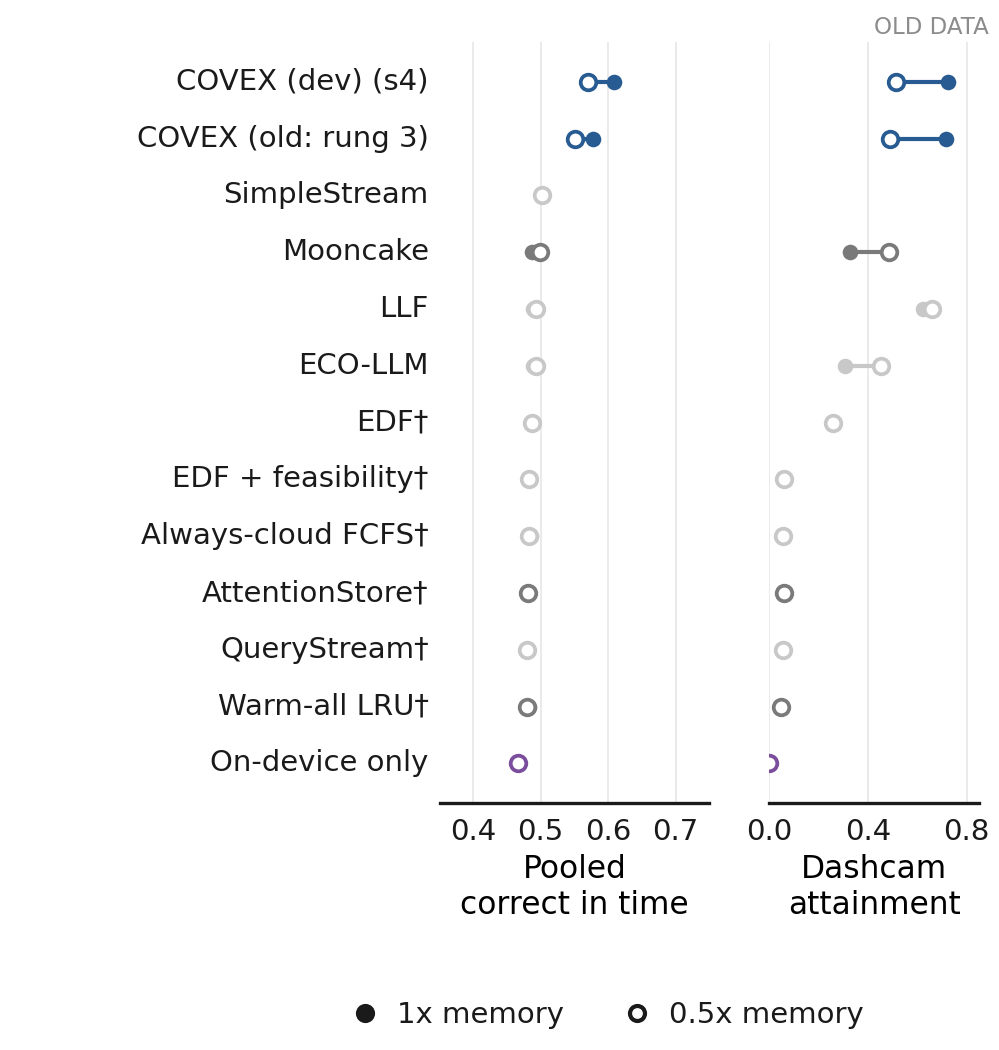 OLD DATA
COVEX (dev) (s4)
COVEX (old: rung 3)
SimpleStream
Mooncake
LLF
ECO-LLM
EDF†
EDF + feasibility†
Always-cloud FCFS†
AttentionStore†
QueryStream†
Warm-all LRU†
On-device only
0.4 0.5 0.6 0.7 0.0 0.4 0.8
Pooled Dashcam
correct in time attainment
1x memory 0.5x memory